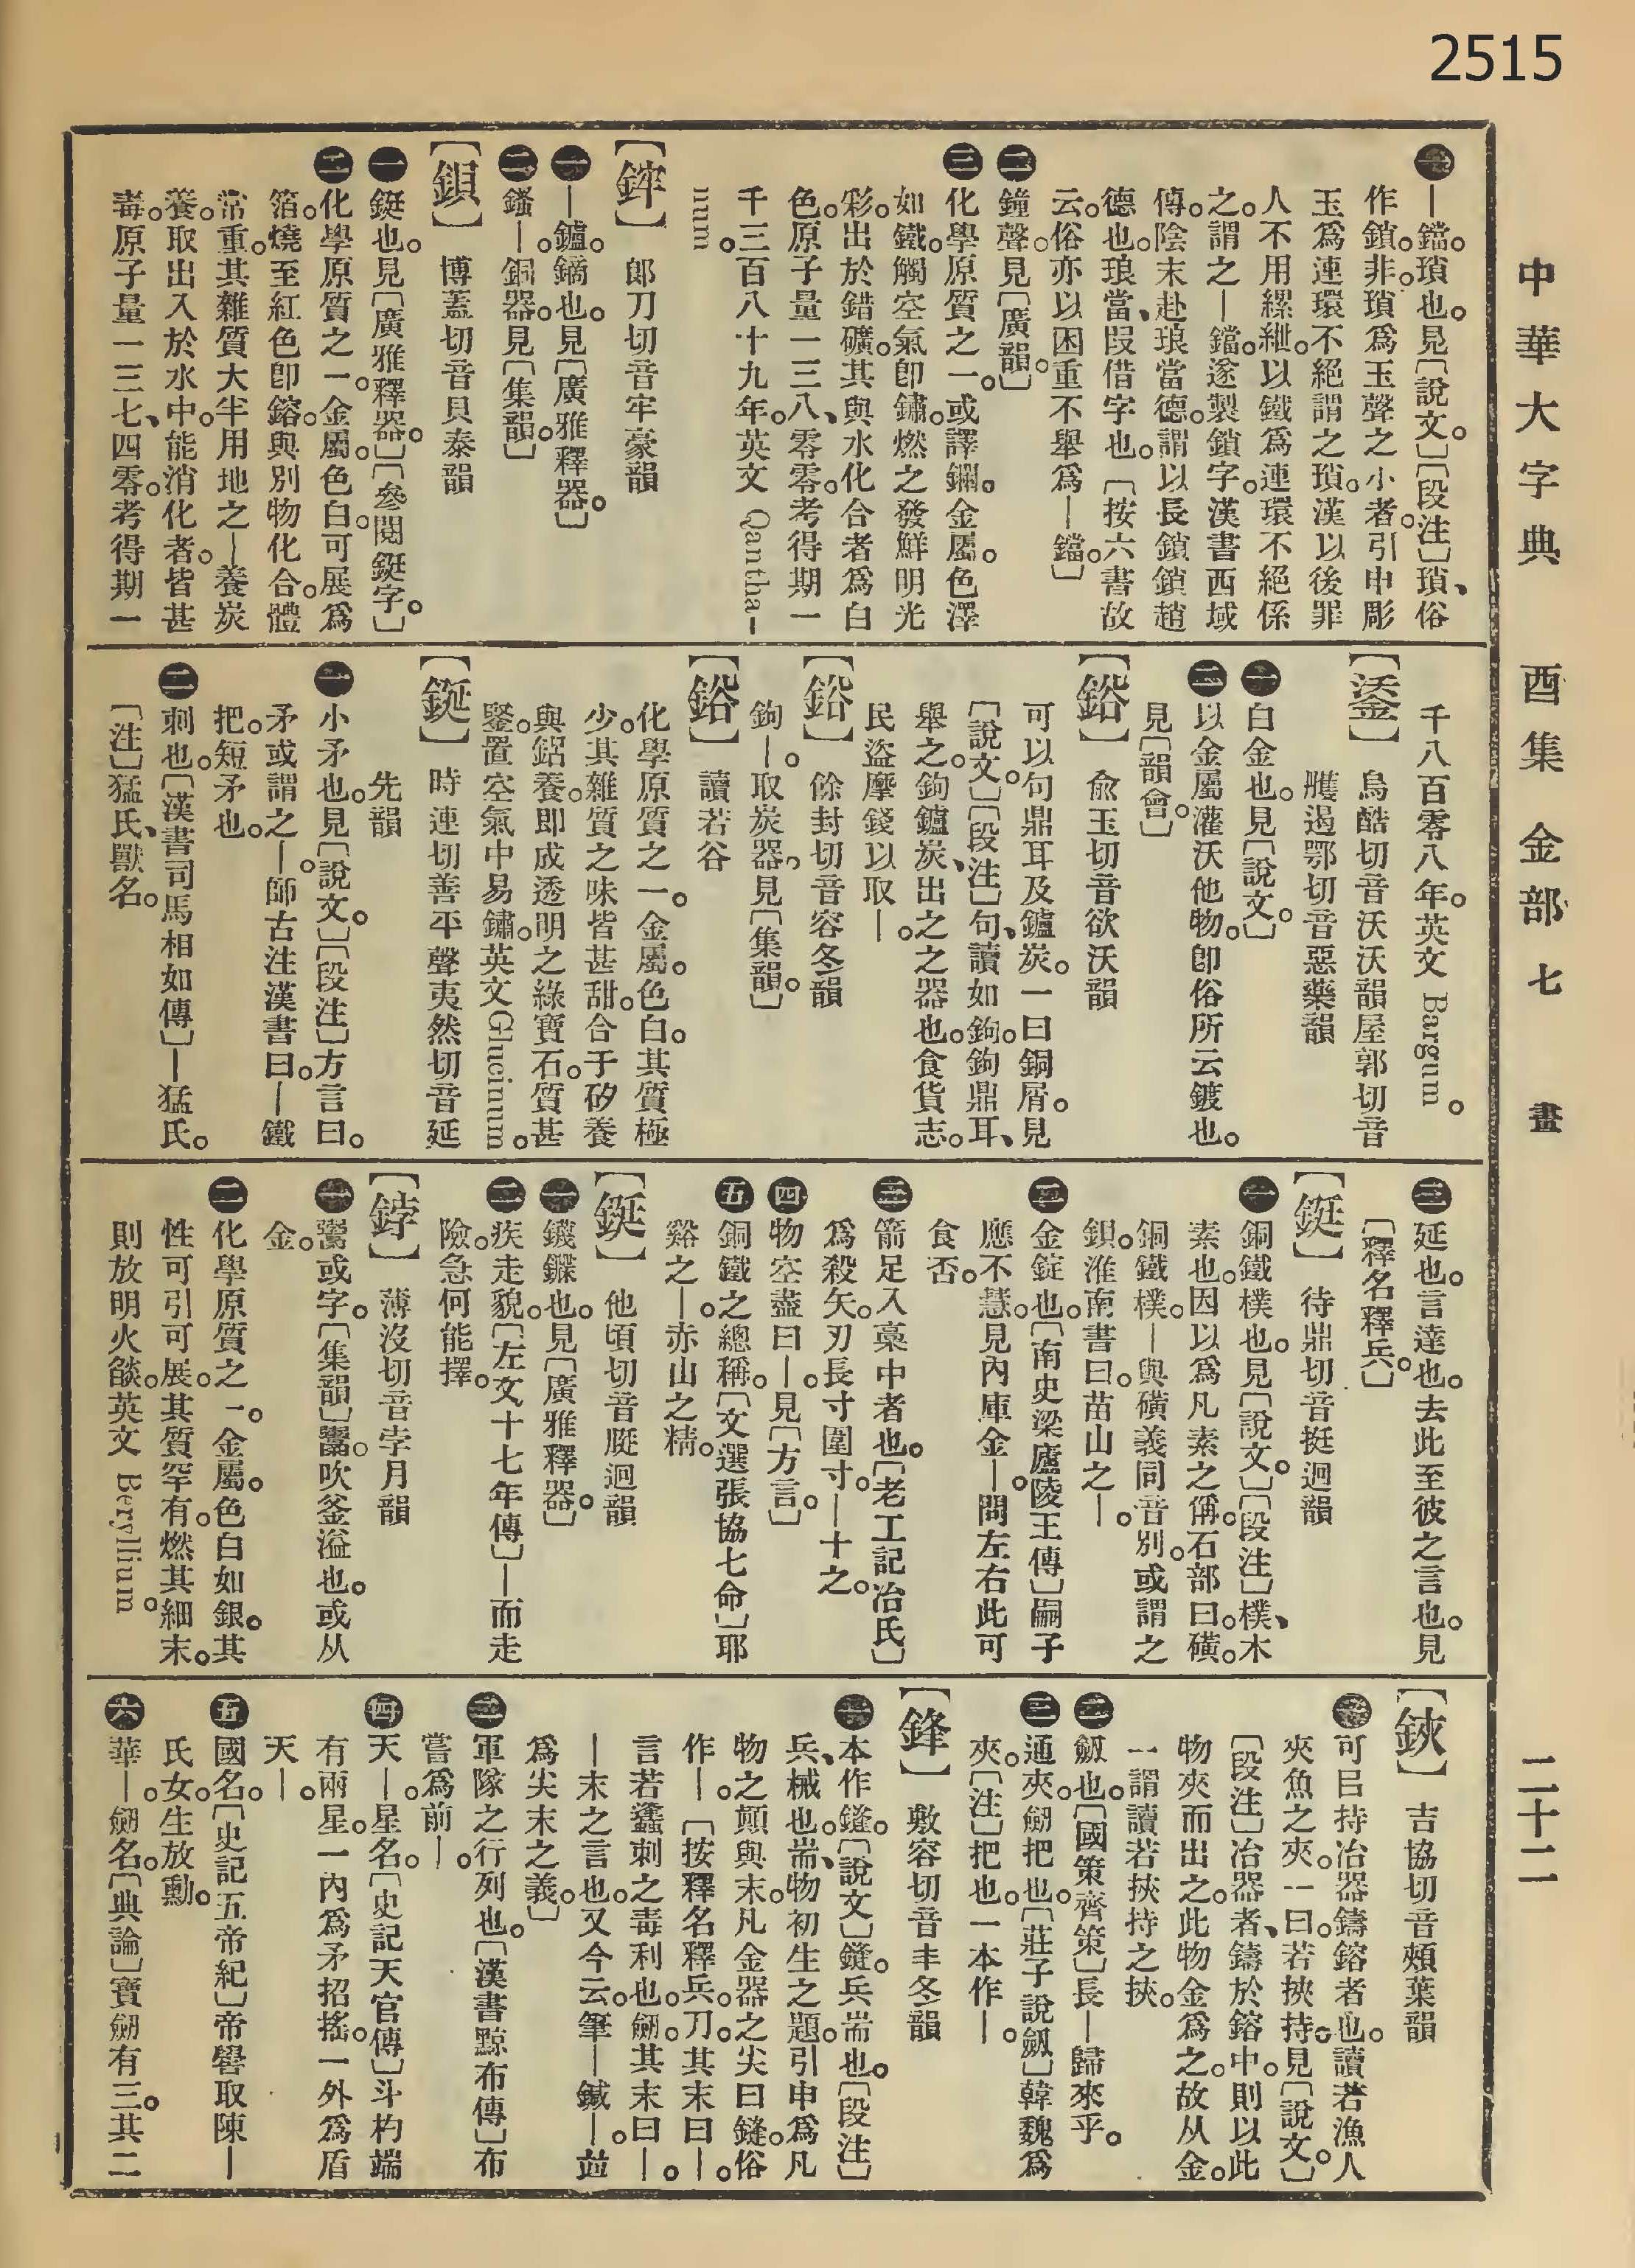 2515
中華大字典　酉集　金部　七畫　二十二
㊀—鐺。瑣也。見〔說文。〕〔段注〕瑣、俗
作鎖。非。瑣爲玉聲之小者。引申彫
玉爲連環不絕謂之瑣。漢以後罪
人不用縲紲。以鐵爲連環不絕係
之。謂之—鐺。遂製鎖字。漢書西域
傳。陰末赴琅當德。謂以長鎖鎖趙
德也。琅當、叚借字也。〔按六書故
云。俗亦以困重不舉爲—鐺。〕
㊁鐘聲。見〔廣韻。〕
㊂化學原質之一。或譯鑭。金屬。色澤
如鐵。觸空氣卽鏽。燃之發鮮明光
彩。出於錯礦。其與水化合者爲白
色。原子量一三八、零零。考得期一
千三百八十九年。英文 Qantha-
num。
〔鋅〕　郞刀切音牢豪韻
㊀—鑪。鏑也。見〔廣雅釋器。〕
㊁鏂—。銅器。見〔集韻。〕
〔鋇〕　博蓋切音貝泰韻
㊀鋌也。見〔廣雅釋器。〕〔參閱鋌字。〕
㊁化學原質之一。金屬。色白。可展爲
箔。燒至紅色卽鎔。與別物化合。體
常重。其雜質大半用地之—養炭
養。取出入於水中。能消化者。皆甚
毒。原子量一三七、四零。考得期一
千八百零八年。英文 Bargum。
〔鋈〕　烏酷切音沃沃韻屋郭切音
艧遏鄂切音惡藥韻
㊀白金也。見〔說文。〕
㊁以金屬灌沃他物。卽俗所云鍍也。
見〔韻會。〕
〔鋊〕　兪玉切音欲沃韻
可以句鼎耳及鑪炭。一曰銅屑。見
〔說文。〕〔段注〕句、讀如鉤。鉤鼎耳、
舉之。鉤鑪炭、出之之器也。食貨志。
民盜摩錢以取—。
〔鋊〕　餘封切音容冬韻
鉤—。取炭器。見〔集韻。〕
〔鋊〕　讀若谷
化學原質之一。金屬。色白。其質極
少。其雜質之味皆甚甜。合于矽養
與鋁養。卽成透明之綠寶石。質甚
堅。置空氣中易鏽。英文Glucinum。
〔鋋〕　時連切善平聲夷然切音延
先韻
㊀小矛也。見〔說文。〕〔段注〕方言曰。
矛或謂之—。師古注漢書曰。—鐵
把。短矛也。
㊁刺也。〔漢書司馬相如傳〕—猛氏。
〔注〕猛氏、獸名。
㊂延也。言達也。去此至彼之言也。見
〔釋名釋兵。〕
〔鋌〕　待鼎切音挺迥韻
㊀銅鐵樸也。見〔說文。〕〔段注〕樸、木
素也。因以爲凡素之偁。石部曰。磺。
銅鐵樸。—與磺義同音別。或謂之
鋇。淮南書曰。苗山之—。
㊁金錠也。〔南史梁廬陵王傳〕嗣子
應不慧。見內庫金—。問左右此可
食否。
㊂箭足入稾中者也。〔考工記冶氏〕
爲殺矢。刃長寸圍寸。—十之。
㊃物空盡曰—。見〔方言。〕
㊄銅鐵之總稱。〔文選張協七命〕耶
谿之—。赤山之精。
〔鋌〕　他頃切音脡迥韻
㊀鐖鏶也。見〔廣雅釋器。〕
㊁疾走貌。〔左文十七年傳〕—而走
險。急何能擇。
〔鋍〕　薄沒切音孛月韻
㊀鬻或字。〔集韻〕鬻。吹釜溢也。或从
金。
㊁化學原質之一。金屬。色白如銀。其
性可引可展。其質罕有。燃其細末。
則放明火燄。英文 Beryllium。
〔鋏〕　吉協切音頰葉韻
㊀可㠯持冶器鑄鎔者也。讀若漁人
夾魚之夾。一曰。若挾持。見〔說文。〕
〔段注〕冶器者、鑄於鎔中。則以此
物夾而出之。此物金爲之。故从金。
一謂讀若挾持之挾。
㊁劎也。〔國策齊策〕長—歸來乎。
㊂通夾。劒把也。〔莊子說劎〕韓魏爲
夾。〔注〕把也。一本作—。
〔鋒〕　敷容切音丰冬韻
㊀本作鏠。〔說文〕鏠。兵耑也。〔段注〕
兵、械也。耑、物初生之題。引申爲凡
物之顛與末。凡金器之尖曰鏠。俗
作—。〔按釋名釋兵。刀。其末曰—。
言若蠭刺之毒利也。劒。其末曰—。
—末之言也。又今云。筆—鍼—。並
爲尖末之義。〕
㊂軍隊之行列也。〔漢書黥布傳〕布
嘗爲前—。
㊃天—。星名。〔史記天官傳〕斗杓端
有兩星。一內爲矛招搖。一外爲盾
天—。
㊄國名。〔史記五帝紀〕帝嚳取陳—
氏女。生放勳。
㊅華—。劒名。〔典論〕寶劒有三。其二